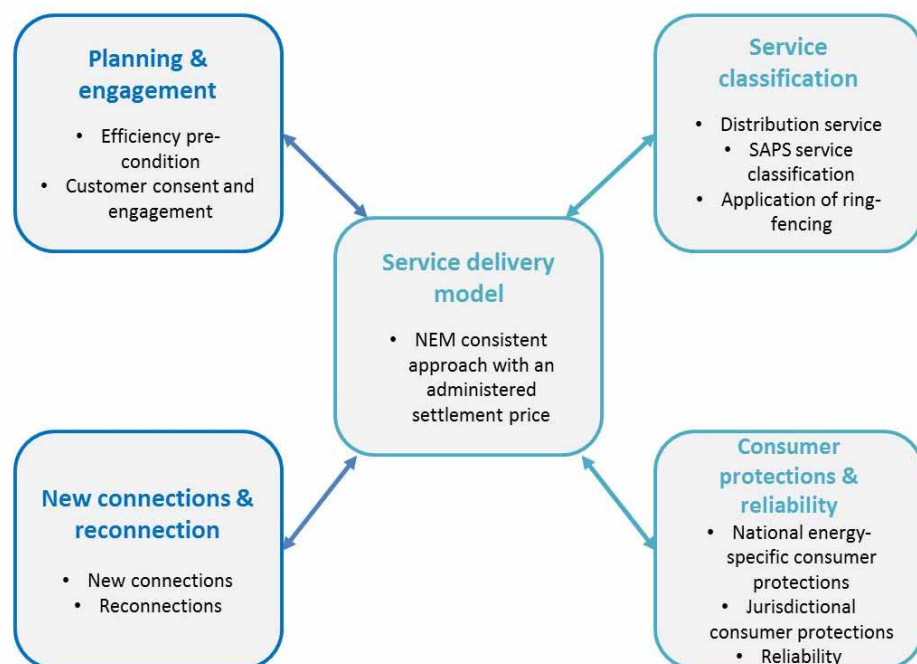 Planning &
engagement
• Efficiency pre-
condition
• Customer consent and
engagement
Service
classification
• Distribution service
• SAPS service
classification
• Application of ring-
fencing
Service delivery
model
• NEM consistent
approach with an
administered
settlement price
New connections &
reconnection
• New connections
• Reconnections
Consumer
protections &
reliability
• National energy-
specific consumer
protections
• Jurisdictional
consumer protections
• Reliability